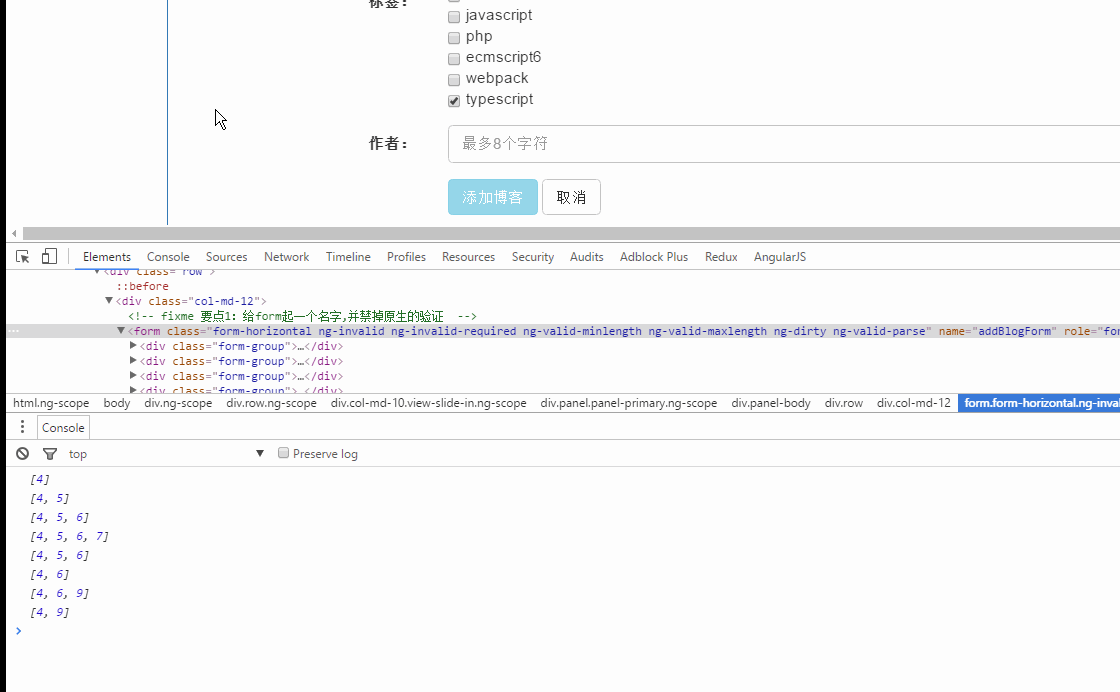 标签：
javascript
php
ecmscript6
webpack
typescript
作者： 最多8个字符
添加博客 取消
Elements Console Sources Network Timeline Profiles Resources Security Audits Adblock Plus Redux AngularJS
▼<div class="row">
::before
▼<div class="col-md-12">
<!-- fixme 要点1：给form起一个名字,并禁掉原生的验证 -->
… ▼<form class="form-horizontal ng-invalid ng-invalid-required ng-valid-minlength ng-valid-maxlength ng-dirty ng-valid-parse" name="addBlogForm" role="for
▶<div class="form-group">…</div>
▶<div class="form-group">…</div>
▶<div class="form-group">…</div>
▶<div class="form-group">…</div>
html.ng-scope body div.ng-scope div.row.ng-scope div.col-md-10.view-slide-in.ng-scope div.panel.panel-primary.ng-scope div.panel-body div.row div.col-md-12 form.form-horizontal.ng-inval
Console
top ▼ Preserve log
[4]
[4, 5]
[4, 5, 6]
[4, 5, 6, 7]
[4, 5, 6]
[4, 6]
[4, 6, 9]
[4, 9]
>